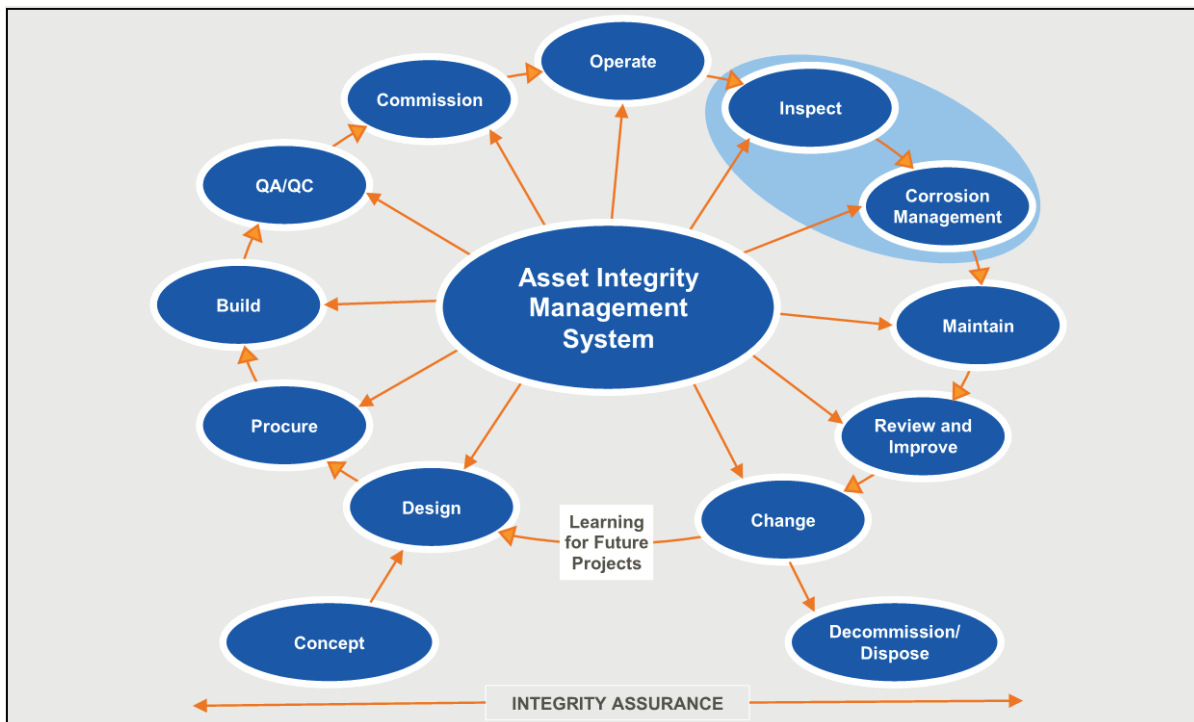 Operate
Commission
Inspect
QA/QC
Corrosion
Management
Asset Integrity
Management
System
Build
Maintain
Procure
Review and
Improve
Design
Learning
for Future
Projects
Change
Concept
Decommission/
Dispose
INTEGRITY ASSURANCE